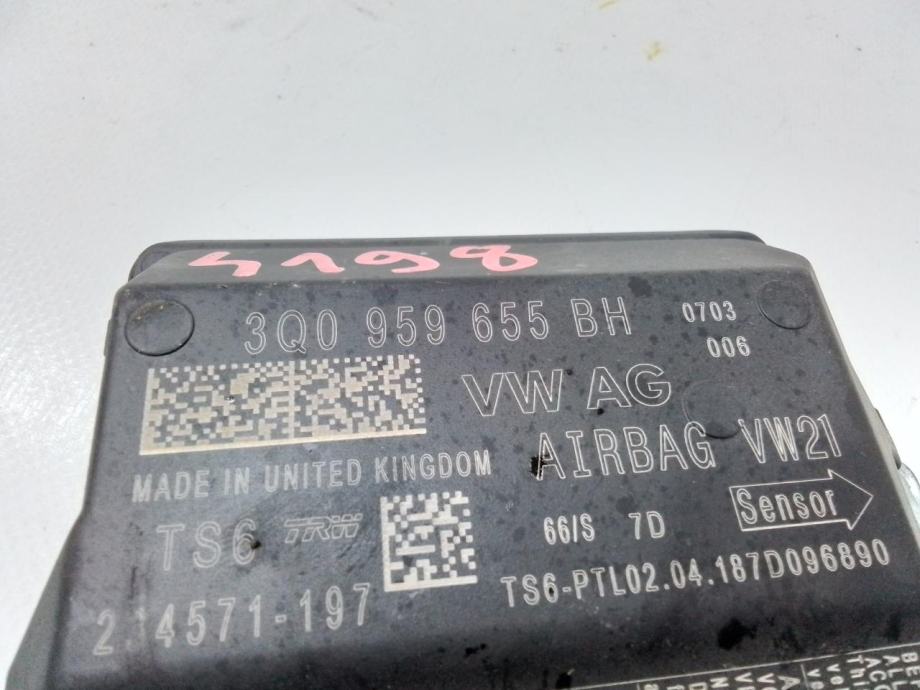 4198
3Q0 959 655 BH 0703
006
VW AG
AIRBAG VW21
MADE IN UNITED KINGDOM
TS6 TRW
66/S 7D
Sensor
TS6-PTL02.04.187D096890
4571-197